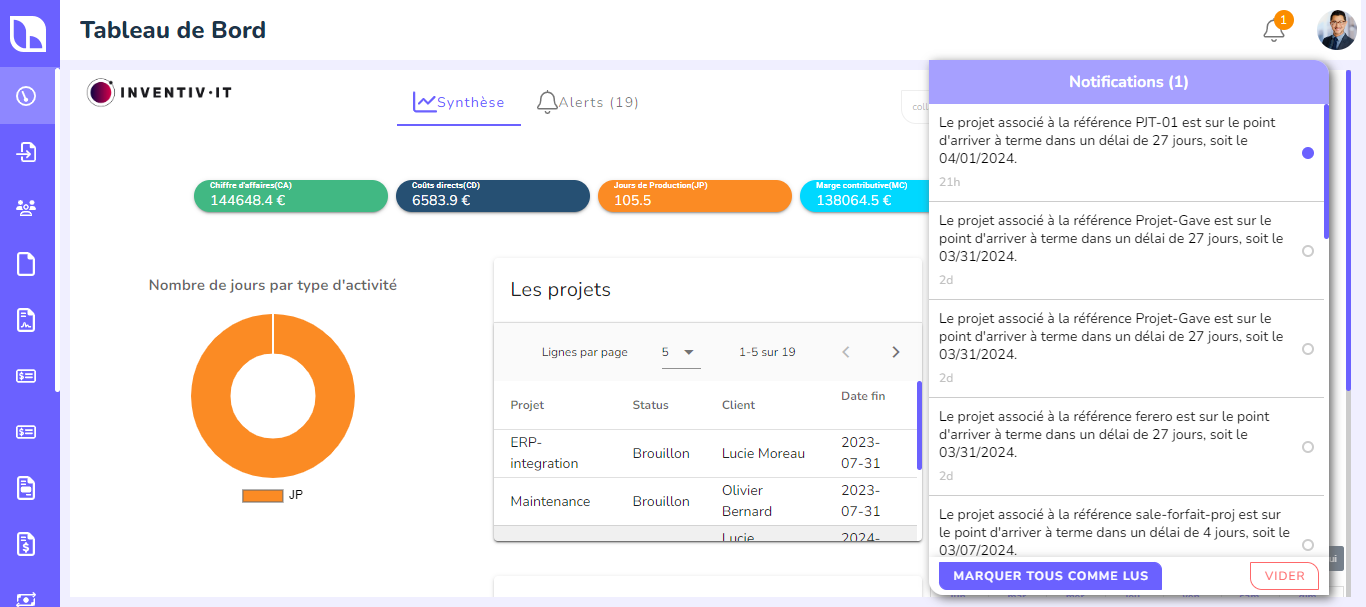 Tableau de Bord
1
INVENTIV·IT
Synthèse
Alerts (19)
Chiffre d'affaires(CA)
144648.4 €
Coûts directs(CD)
6583.9 €
Jours de Production(JP)
105.5
Marge contributive(MC)
138064.5 €
Nombre de jours par type d'activité
JP
Les projets
Lignes par page
5
1-5 sur 19
Projet
Status
Client
Date fin
ERP-
integration
Brouillon
Lucie Moreau
2023-
07-31
Maintenance
Brouillon
Olivier
Bernard
2023-
07-31
Lucie
2024-
Notifications (1)
Le projet associé à la référence PJT-01 est sur le point
d'arriver à terme dans un délai de 27 jours, soit le
04/01/2024.
21h
Le projet associé à la référence Projet-Gave est sur le
point d'arriver à terme dans un délai de 27 jours, soit le
03/31/2024.
2d
Le projet associé à la référence Projet-Gave est sur le
point d'arriver à terme dans un délai de 27 jours, soit le
03/31/2024.
2d
Le projet associé à la référence ferero est sur le point
d'arriver à terme dans un délai de 27 jours, soit le
03/31/2024.
2d
Le projet associé à la référence sale-forfait-proj est sur
le point d'arriver à terme dans un délai de 4 jours, soit le
03/07/2024.
MARQUER TOUS COMME LUS
VIDER